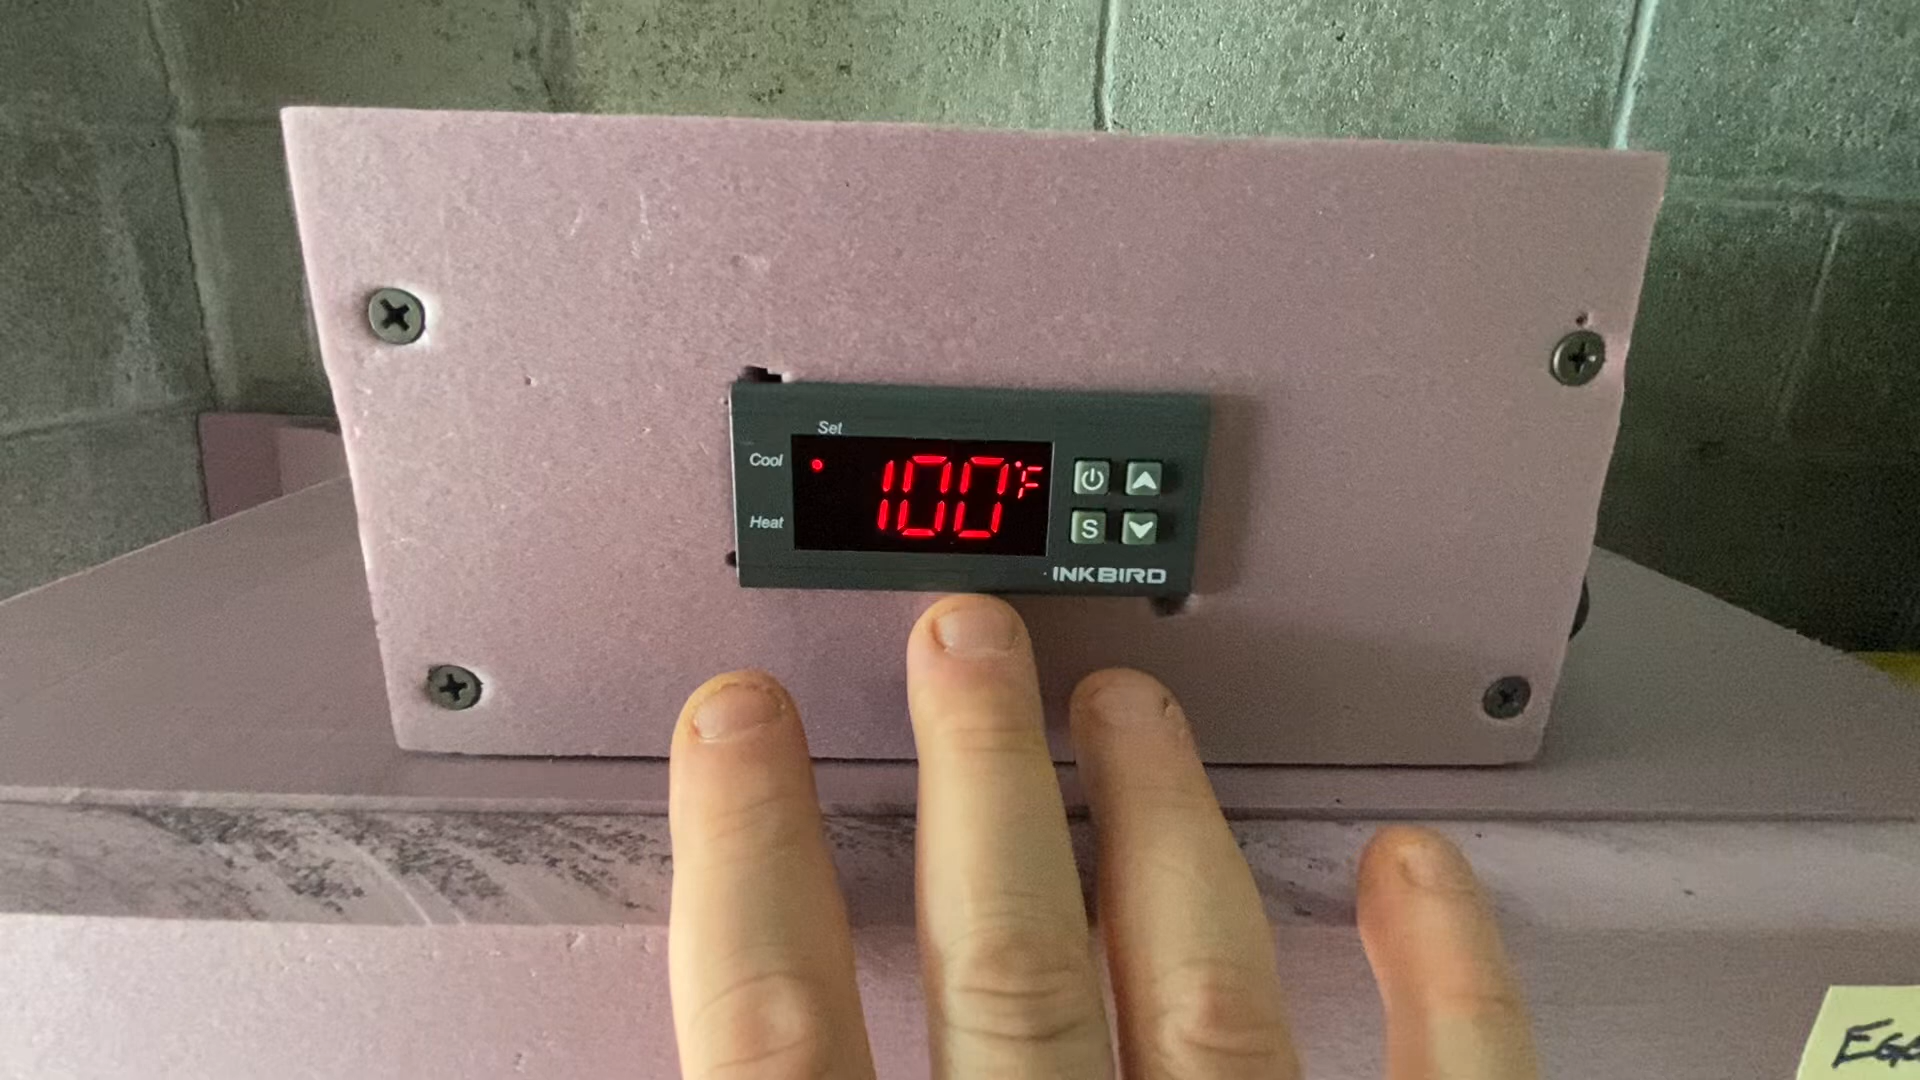 Set
Cool
100°F
Heat
S
INKBIRD